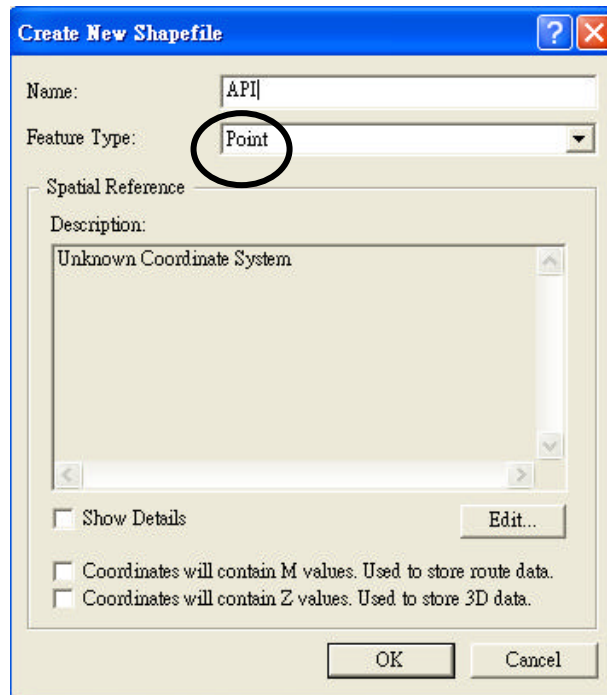 Create New Shapefile
Name: API
Feature Type: Point
Spatial Reference
Description:
Unknown Coordinate System
Show Details
Edit...
Coordinates will contain M values. Used to store route data.
Coordinates will contain Z values. Used to store 3D data.
OK Cancel